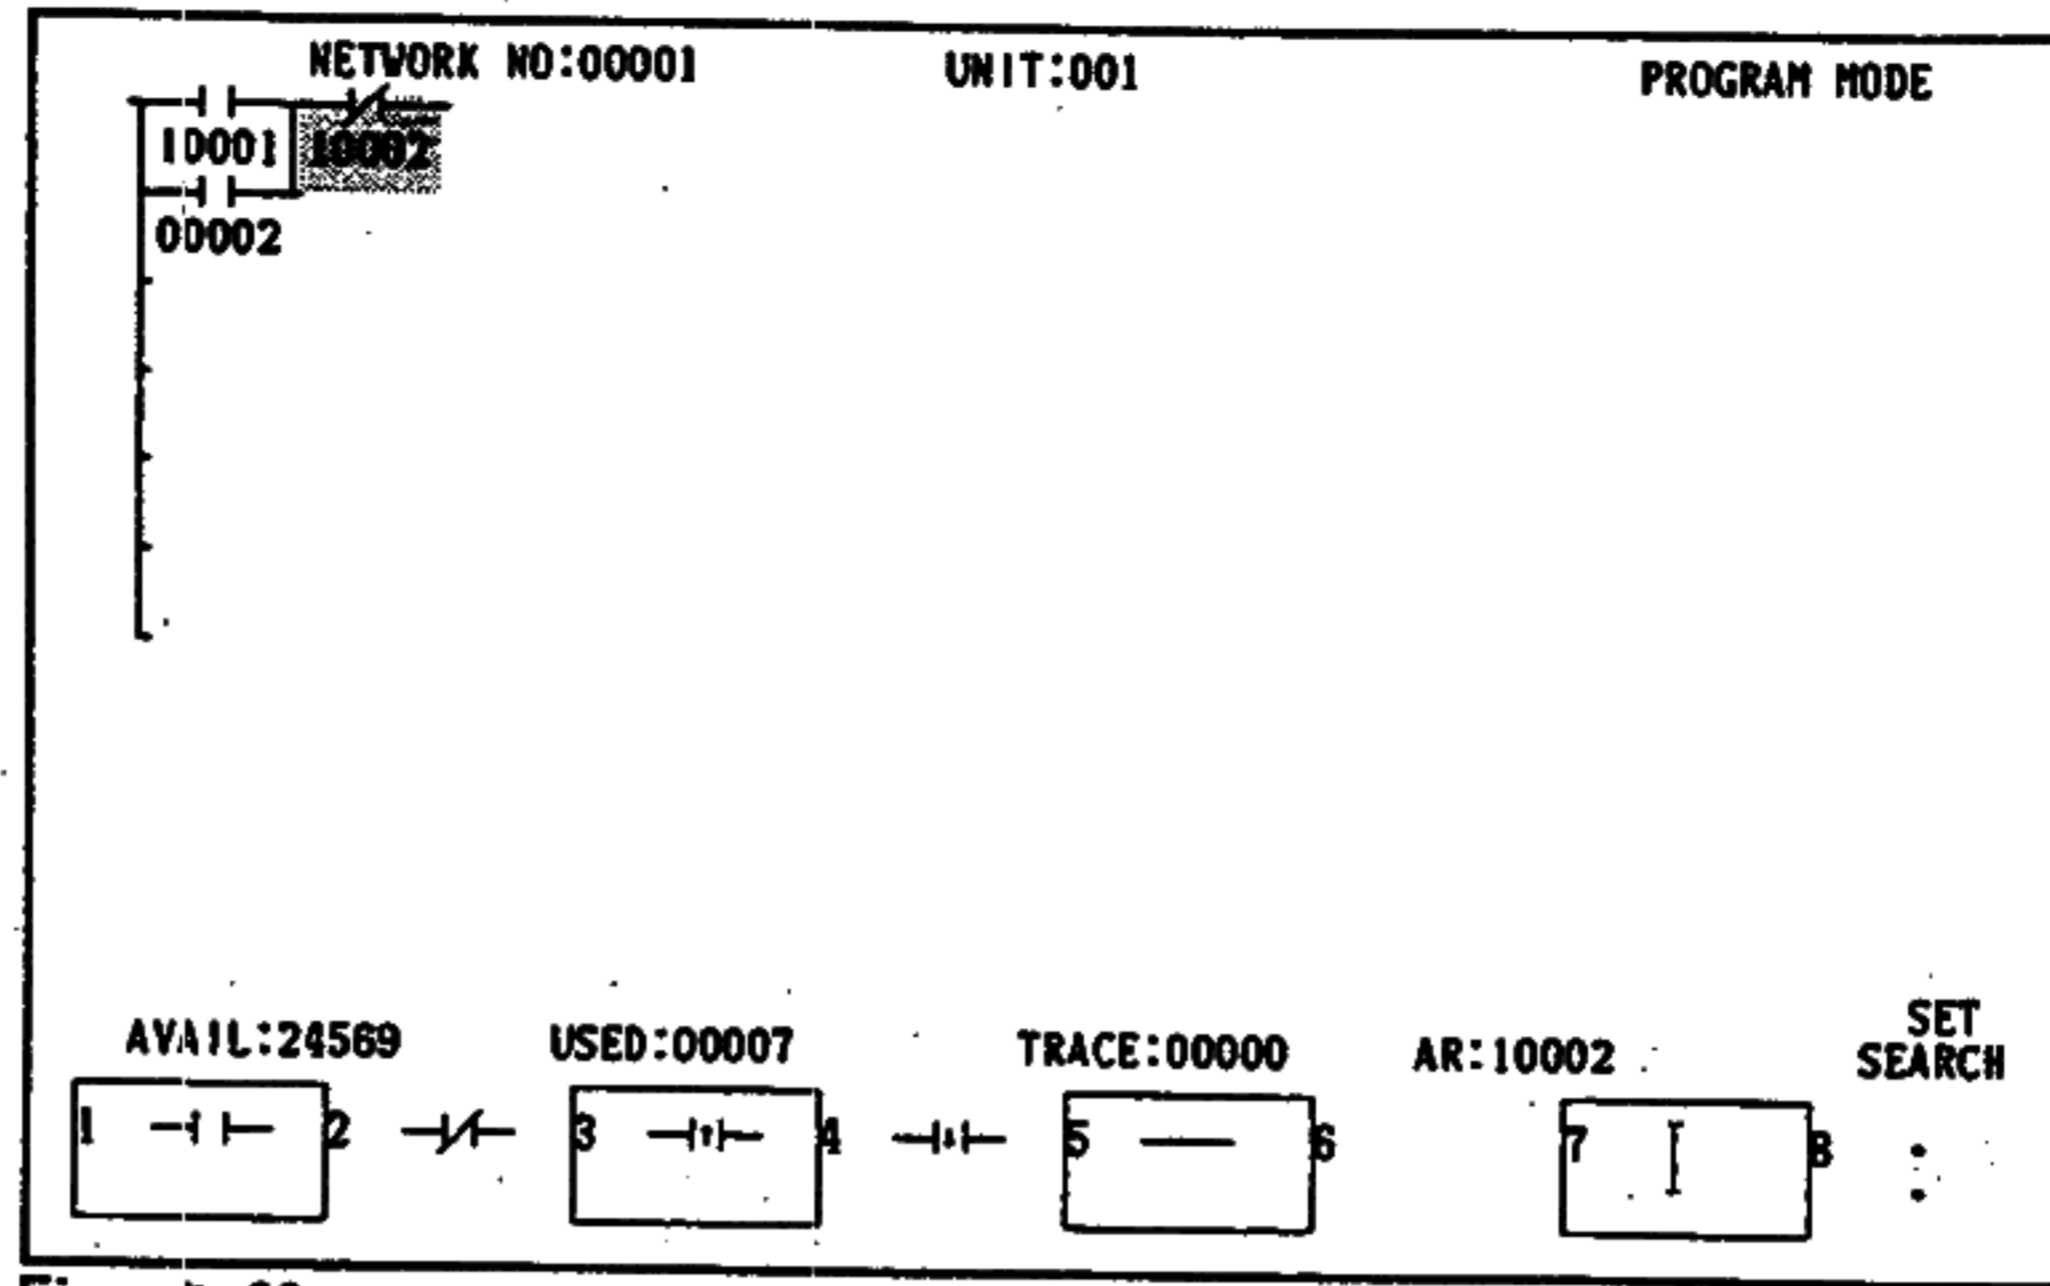 NETWORK NO:00001 UNIT:001 PROGRAM MODE
10001 10002
00002
SET
AVAIL:24569 USED:00007 TRACE:00000 AR:10002 SEARCH
1 2 3 4 5 6 7 8